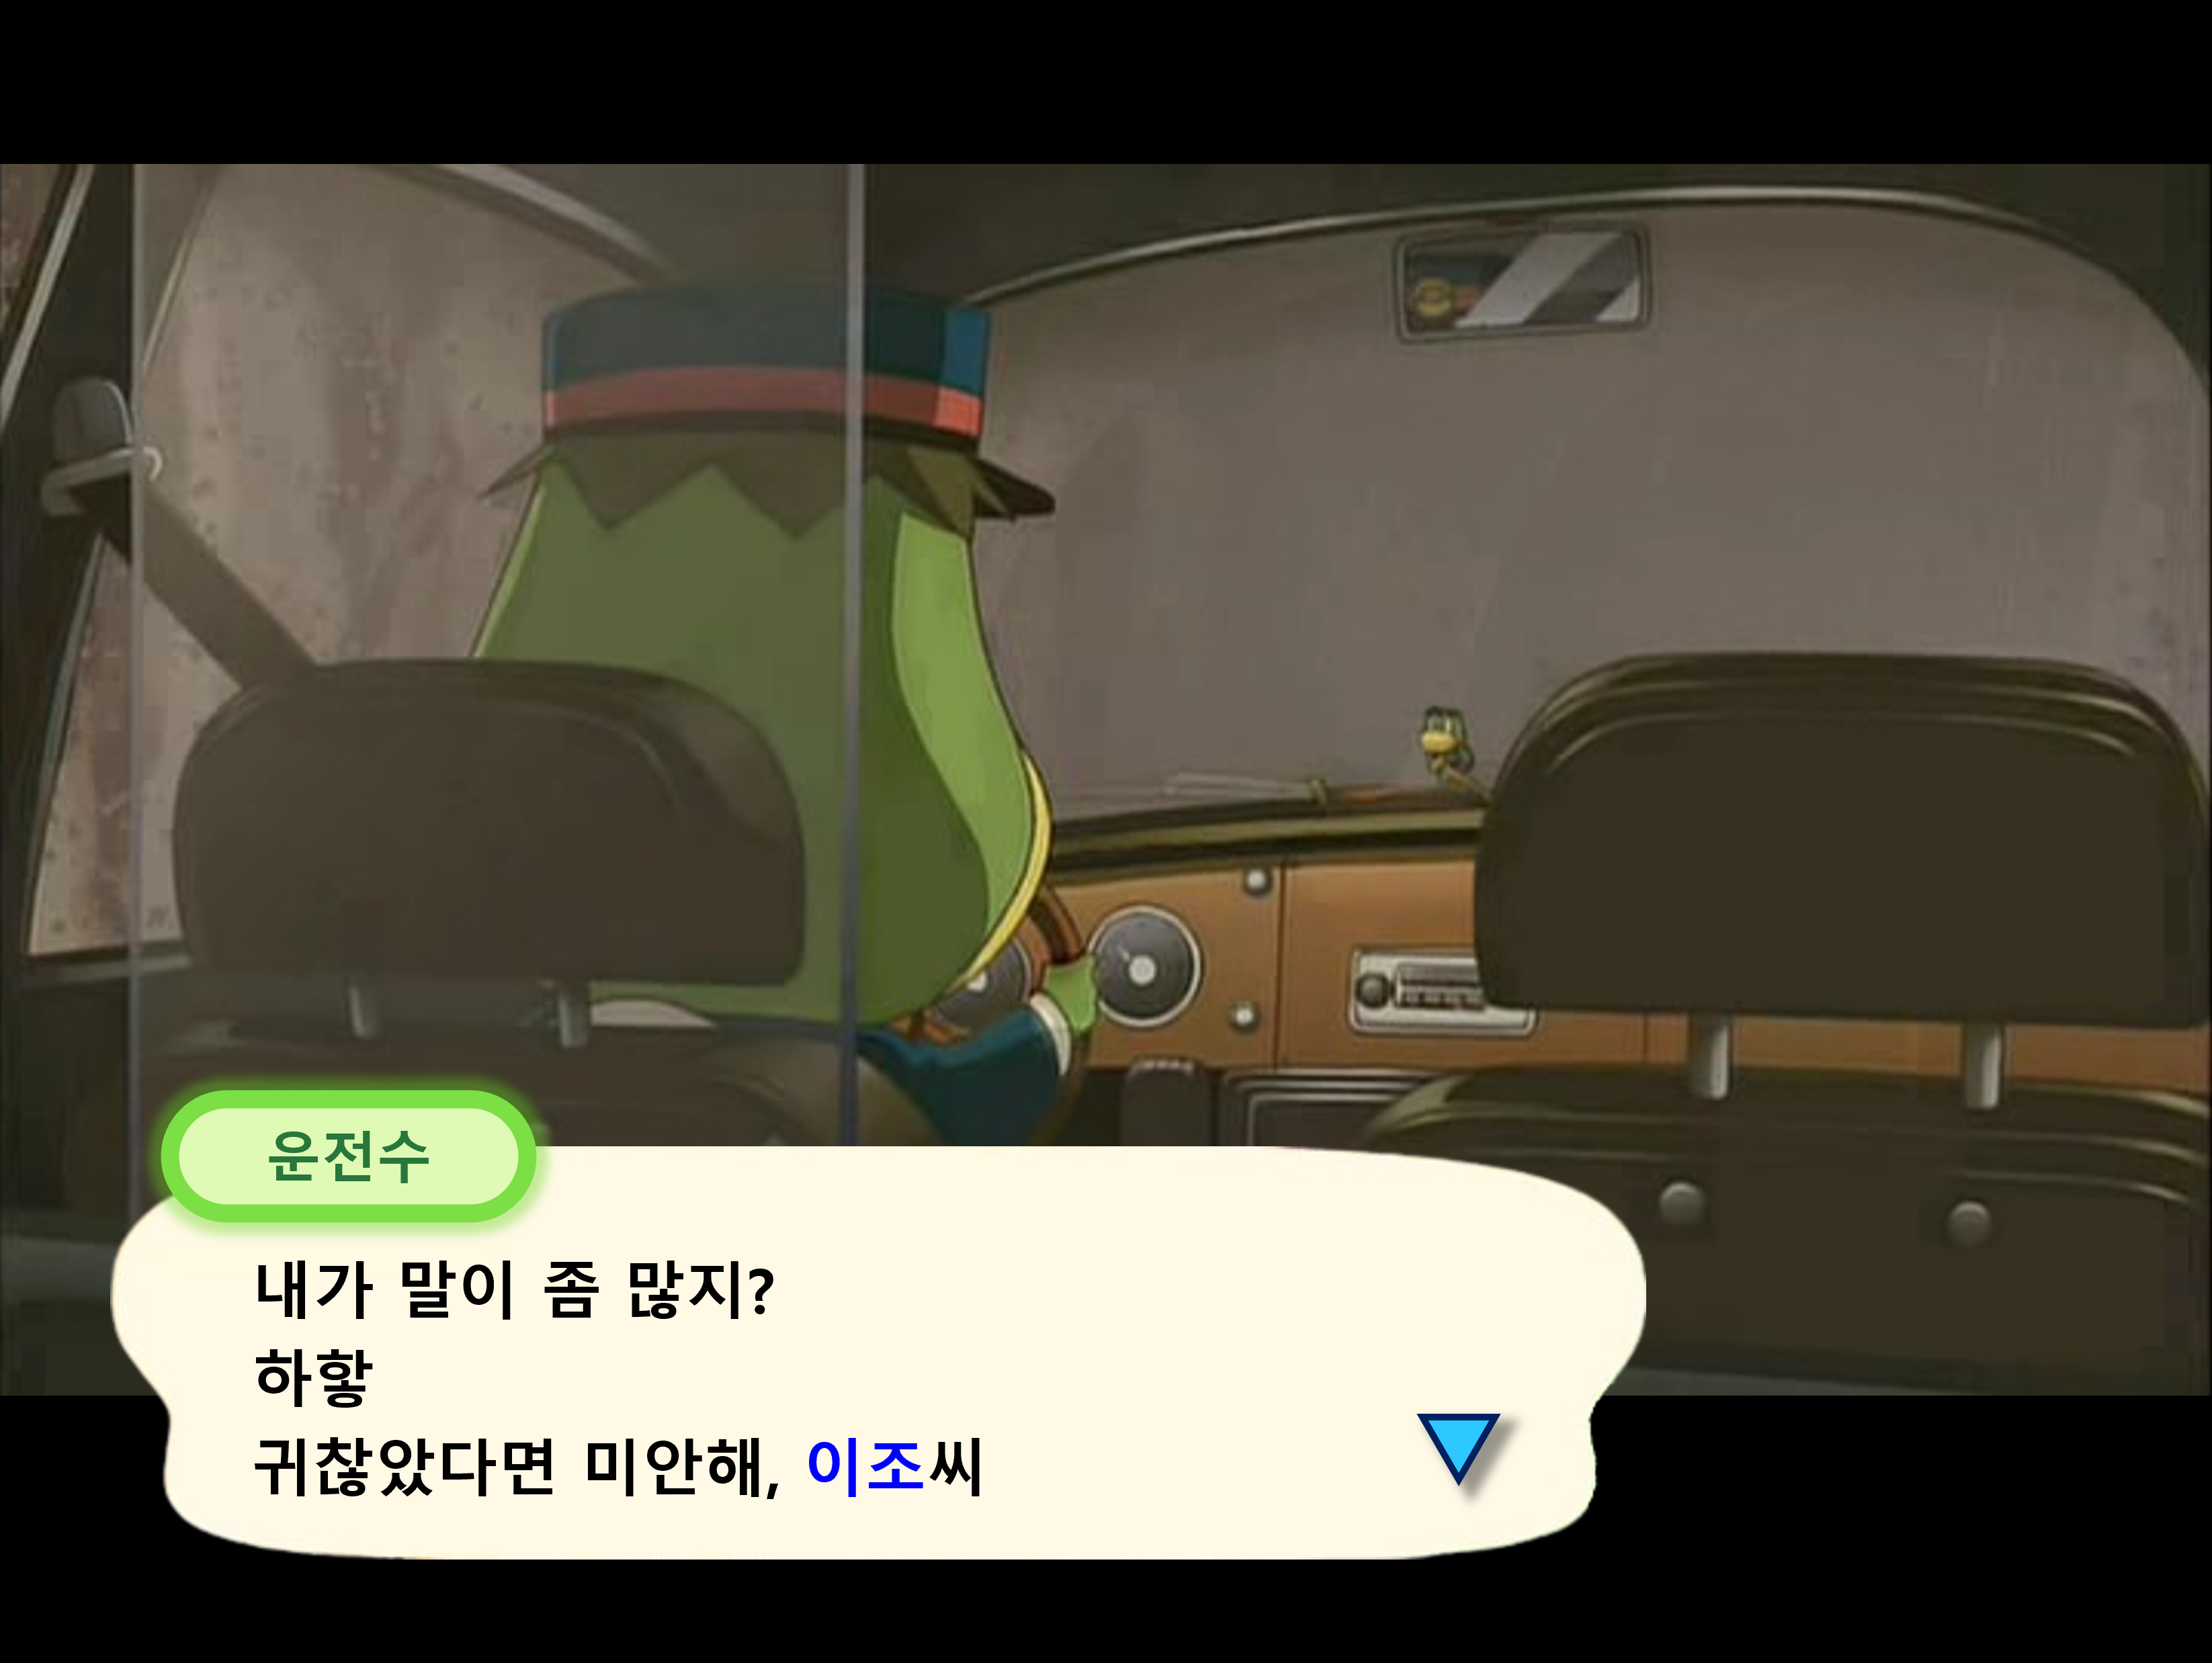 운전수
내가 말이 좀 많지?
하핳
귀찮았다면 미안해, 이조씨